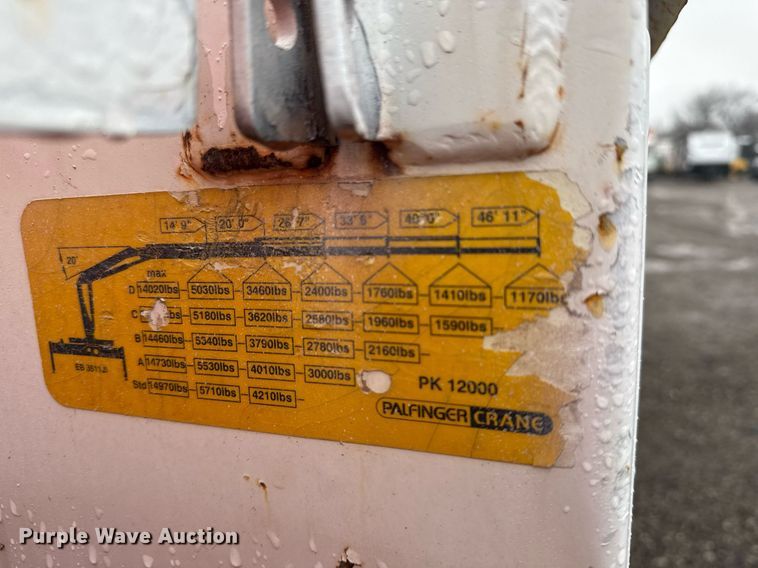 14' 9" 20' 0" 26' 7" 33' 6" 40' 0" 46' 11"
20°
max
D 14020lbs 5030lbs 3460lbs 2400lbs 1760lbs 1410lbs 1170lbs
C 5180lbs 3620lbs 2580lbs 1960lbs 1590lbs
B 14460lbs 5340lbs 3790lbs 2780lbs 2160lbs
A 14730lbs 5530lbs 4010lbs 3000lbs
Std 14970lbs 5710lbs 4210lbs
PK 12000
PALFINGER CRANE
Purple Wave Auction